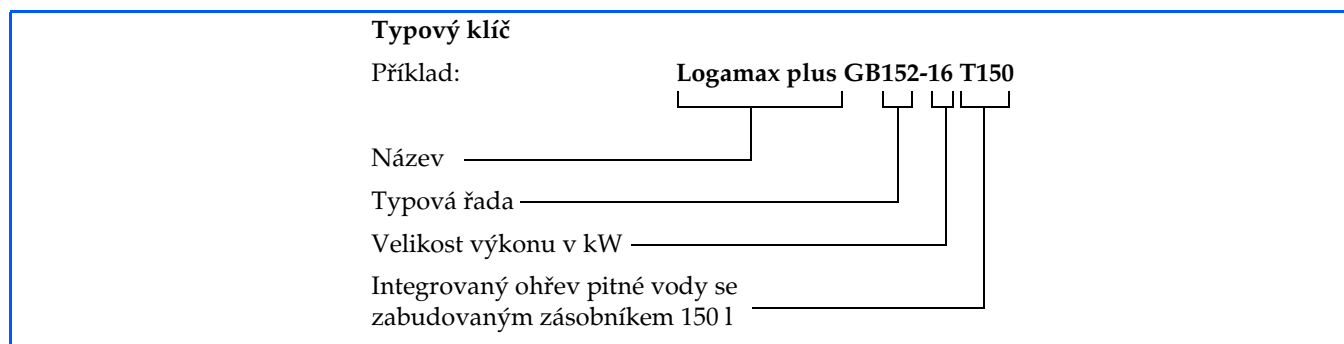 Typový klíč
Příklad: Logamax plus GB152-16 T150
Název
Typová řada
Velikost výkonu v kW
Integrovaný ohřev pitné vody se
zabudovaným zásobníkem 150 l